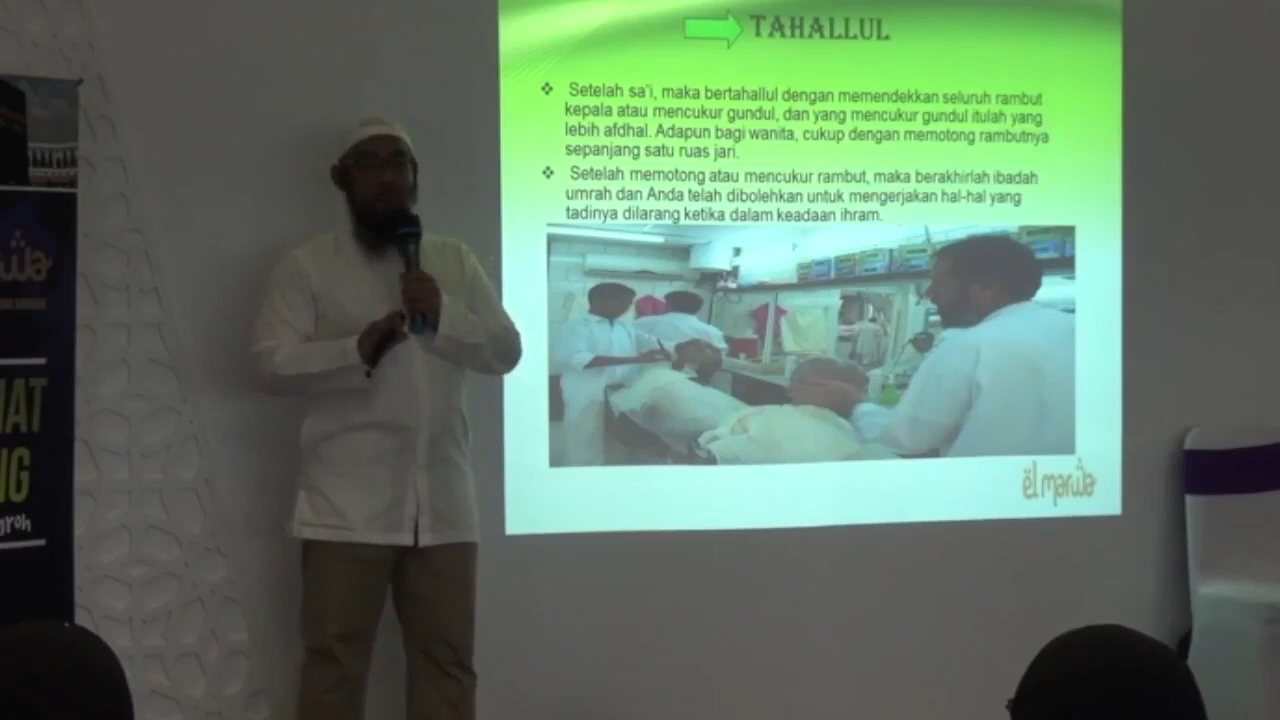 TAHALLUL
❖ Setelah sa'i, maka bertahallul dengan memendekkan seluruh rambut
kepala atau mencukur gundul, dan yang mencukur gundul itulah yang
lebih afdhal. Adapun bagi wanita, cukup dengan memotong rambutnya
sepanjang satu ruas jari.
❖ Setelah memotong atau mencukur rambut, maka berakhirlah ibadah
umrah dan Anda telah dibolehkan untuk mengerjakan hal-hal yang
tadinya dilarang ketika dalam keadaan ihram.
ël marwa